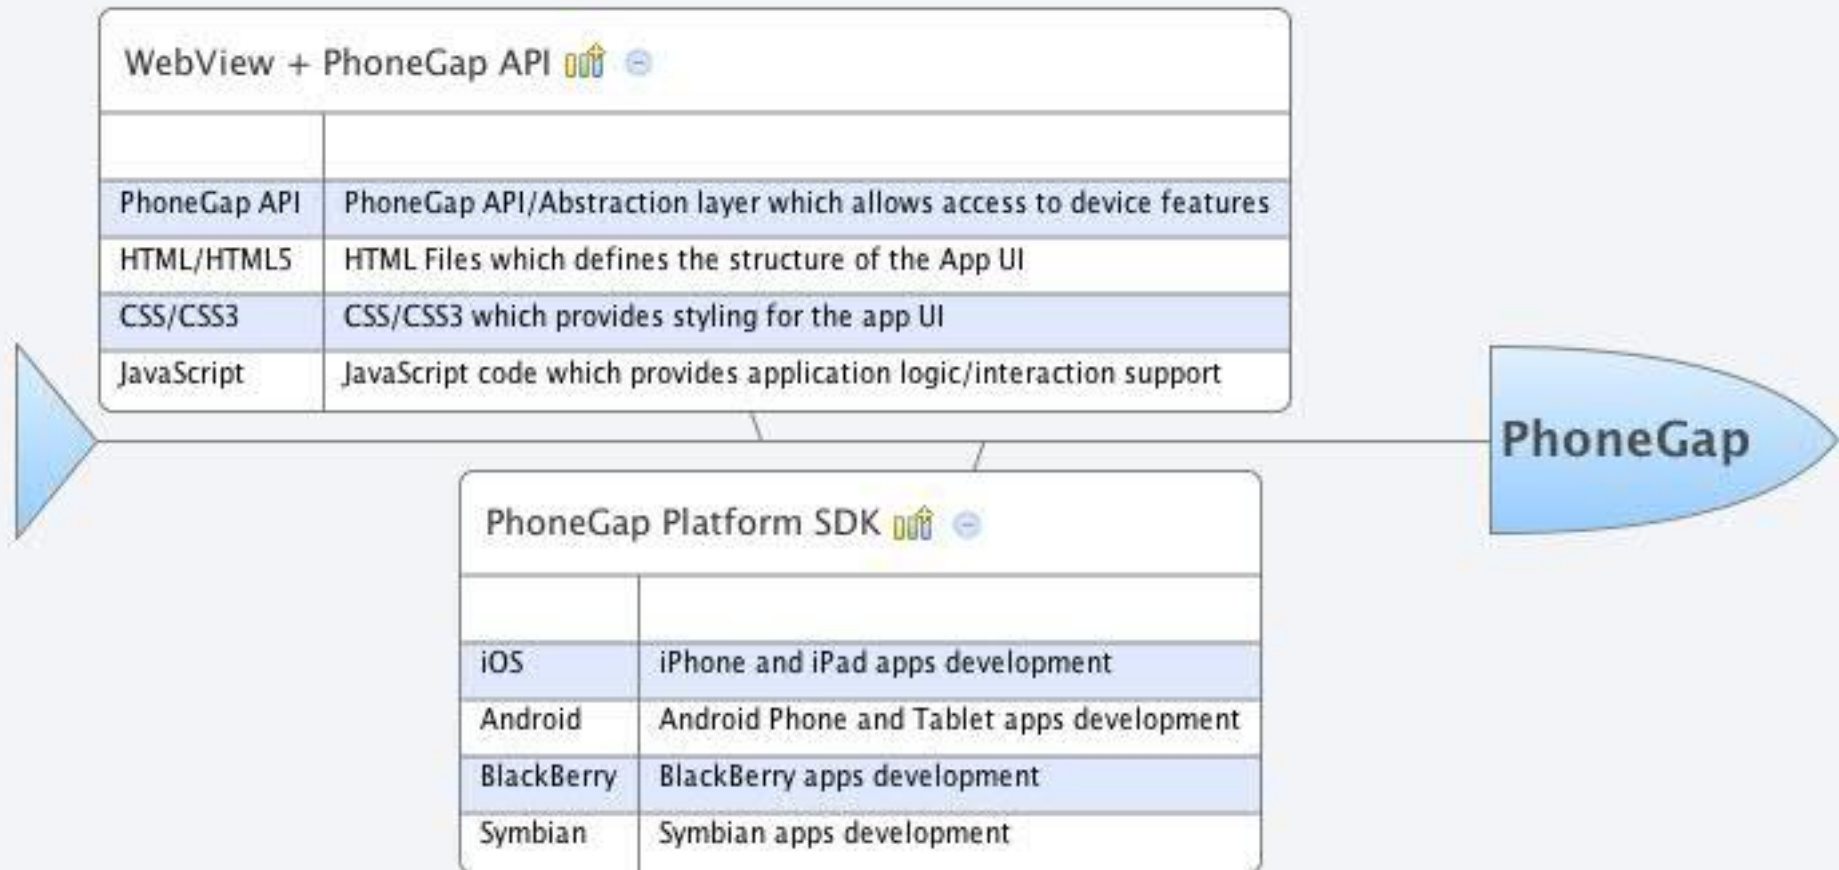 WebView + PhoneGap API
PhoneGap API PhoneGap API/Abstraction layer which allows access to device features
HTML/HTML5 HTML Files which defines the structure of the App UI
CSS/CSS3 CSS/CSS3 which provides styling for the app UI
JavaScript JavaScript code which provides application logic/interaction support
PhoneGap
PhoneGap Platform SDK
iOS iPhone and iPad apps development
Android Android Phone and Tablet apps development
BlackBerry BlackBerry apps development
Symbian Symbian apps development